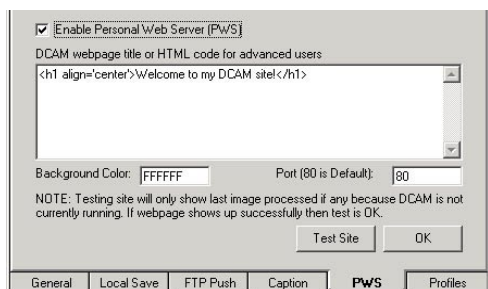 Enable Personal Web Server (PWS)
DCAM webpage title or HTML code for advanced users
<h1 align='center'>Welcome to my DCAM site!</h1>
Background Color: FFFFFF Port (80 is Default): 80
NOTE: Testing site will only show last image processed if any because DCAM is not
currently running. If webpage shows up successfully then test is OK.
Test Site OK
General Local Save FTP Push Caption PWS Profiles